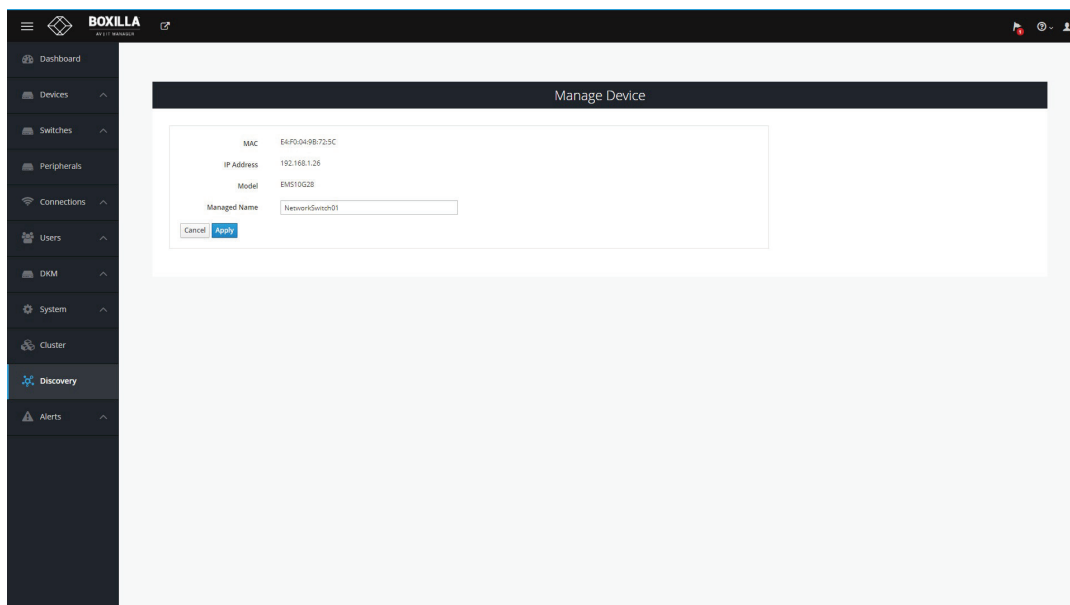 BOXILLA
AV | IT MANAGER
1
Dashboard
Devices
Switches
Peripherals
Connections
Users
DKM
System
Cluster
Discovery
Alerts
Manage Device
MAC E4:F0:04:9B:72:5C
IP Address 192.168.1.26
Model EMS10G28
Managed Name NetworkSwitch01
Cancel Apply